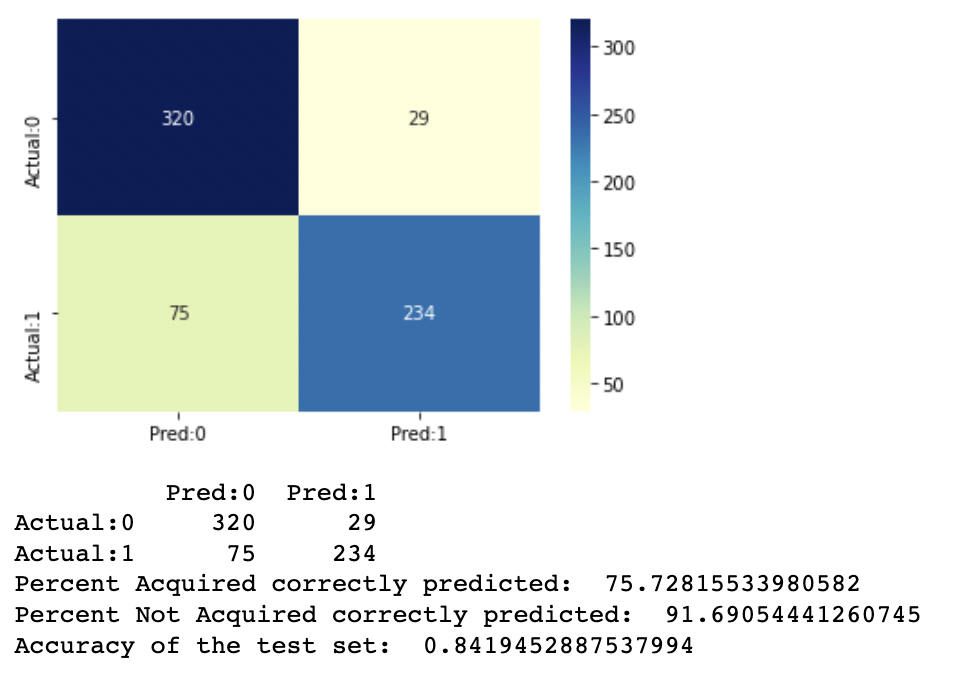 300
320
29
250
Actual:0
200
150
75
234
100
Actual:1
50
Pred:0 Pred:1
Pred:0 Pred:1
Actual:0 320 29
Actual:1 75 234
Percent Acquired correctly predicted: 75.72815533980582
Percent Not Acquired correctly predicted: 91.69054441260745
Accuracy of the test set: 0.8419452887537994